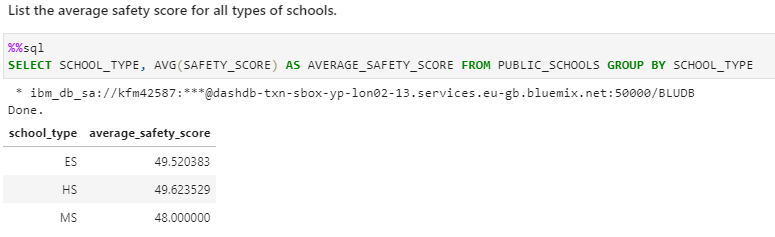 List the average safety score for all types of schools.
%%sql
SELECT SCHOOL_TYPE, AVG(SAFETY_SCORE) AS AVERAGE_SAFETY_SCORE FROM PUBLIC_SCHOOLS GROUP BY SCHOOL_TYPE
* ibm_db_sa://kfm42587:***@dashdb-txn-sbox-yp-lon02-13.services.eu-gb.bluemix.net:50000/BLUDB
Done.
school_type average_safety_score
ES 49.520383
HS 49.623529
MS 48.000000